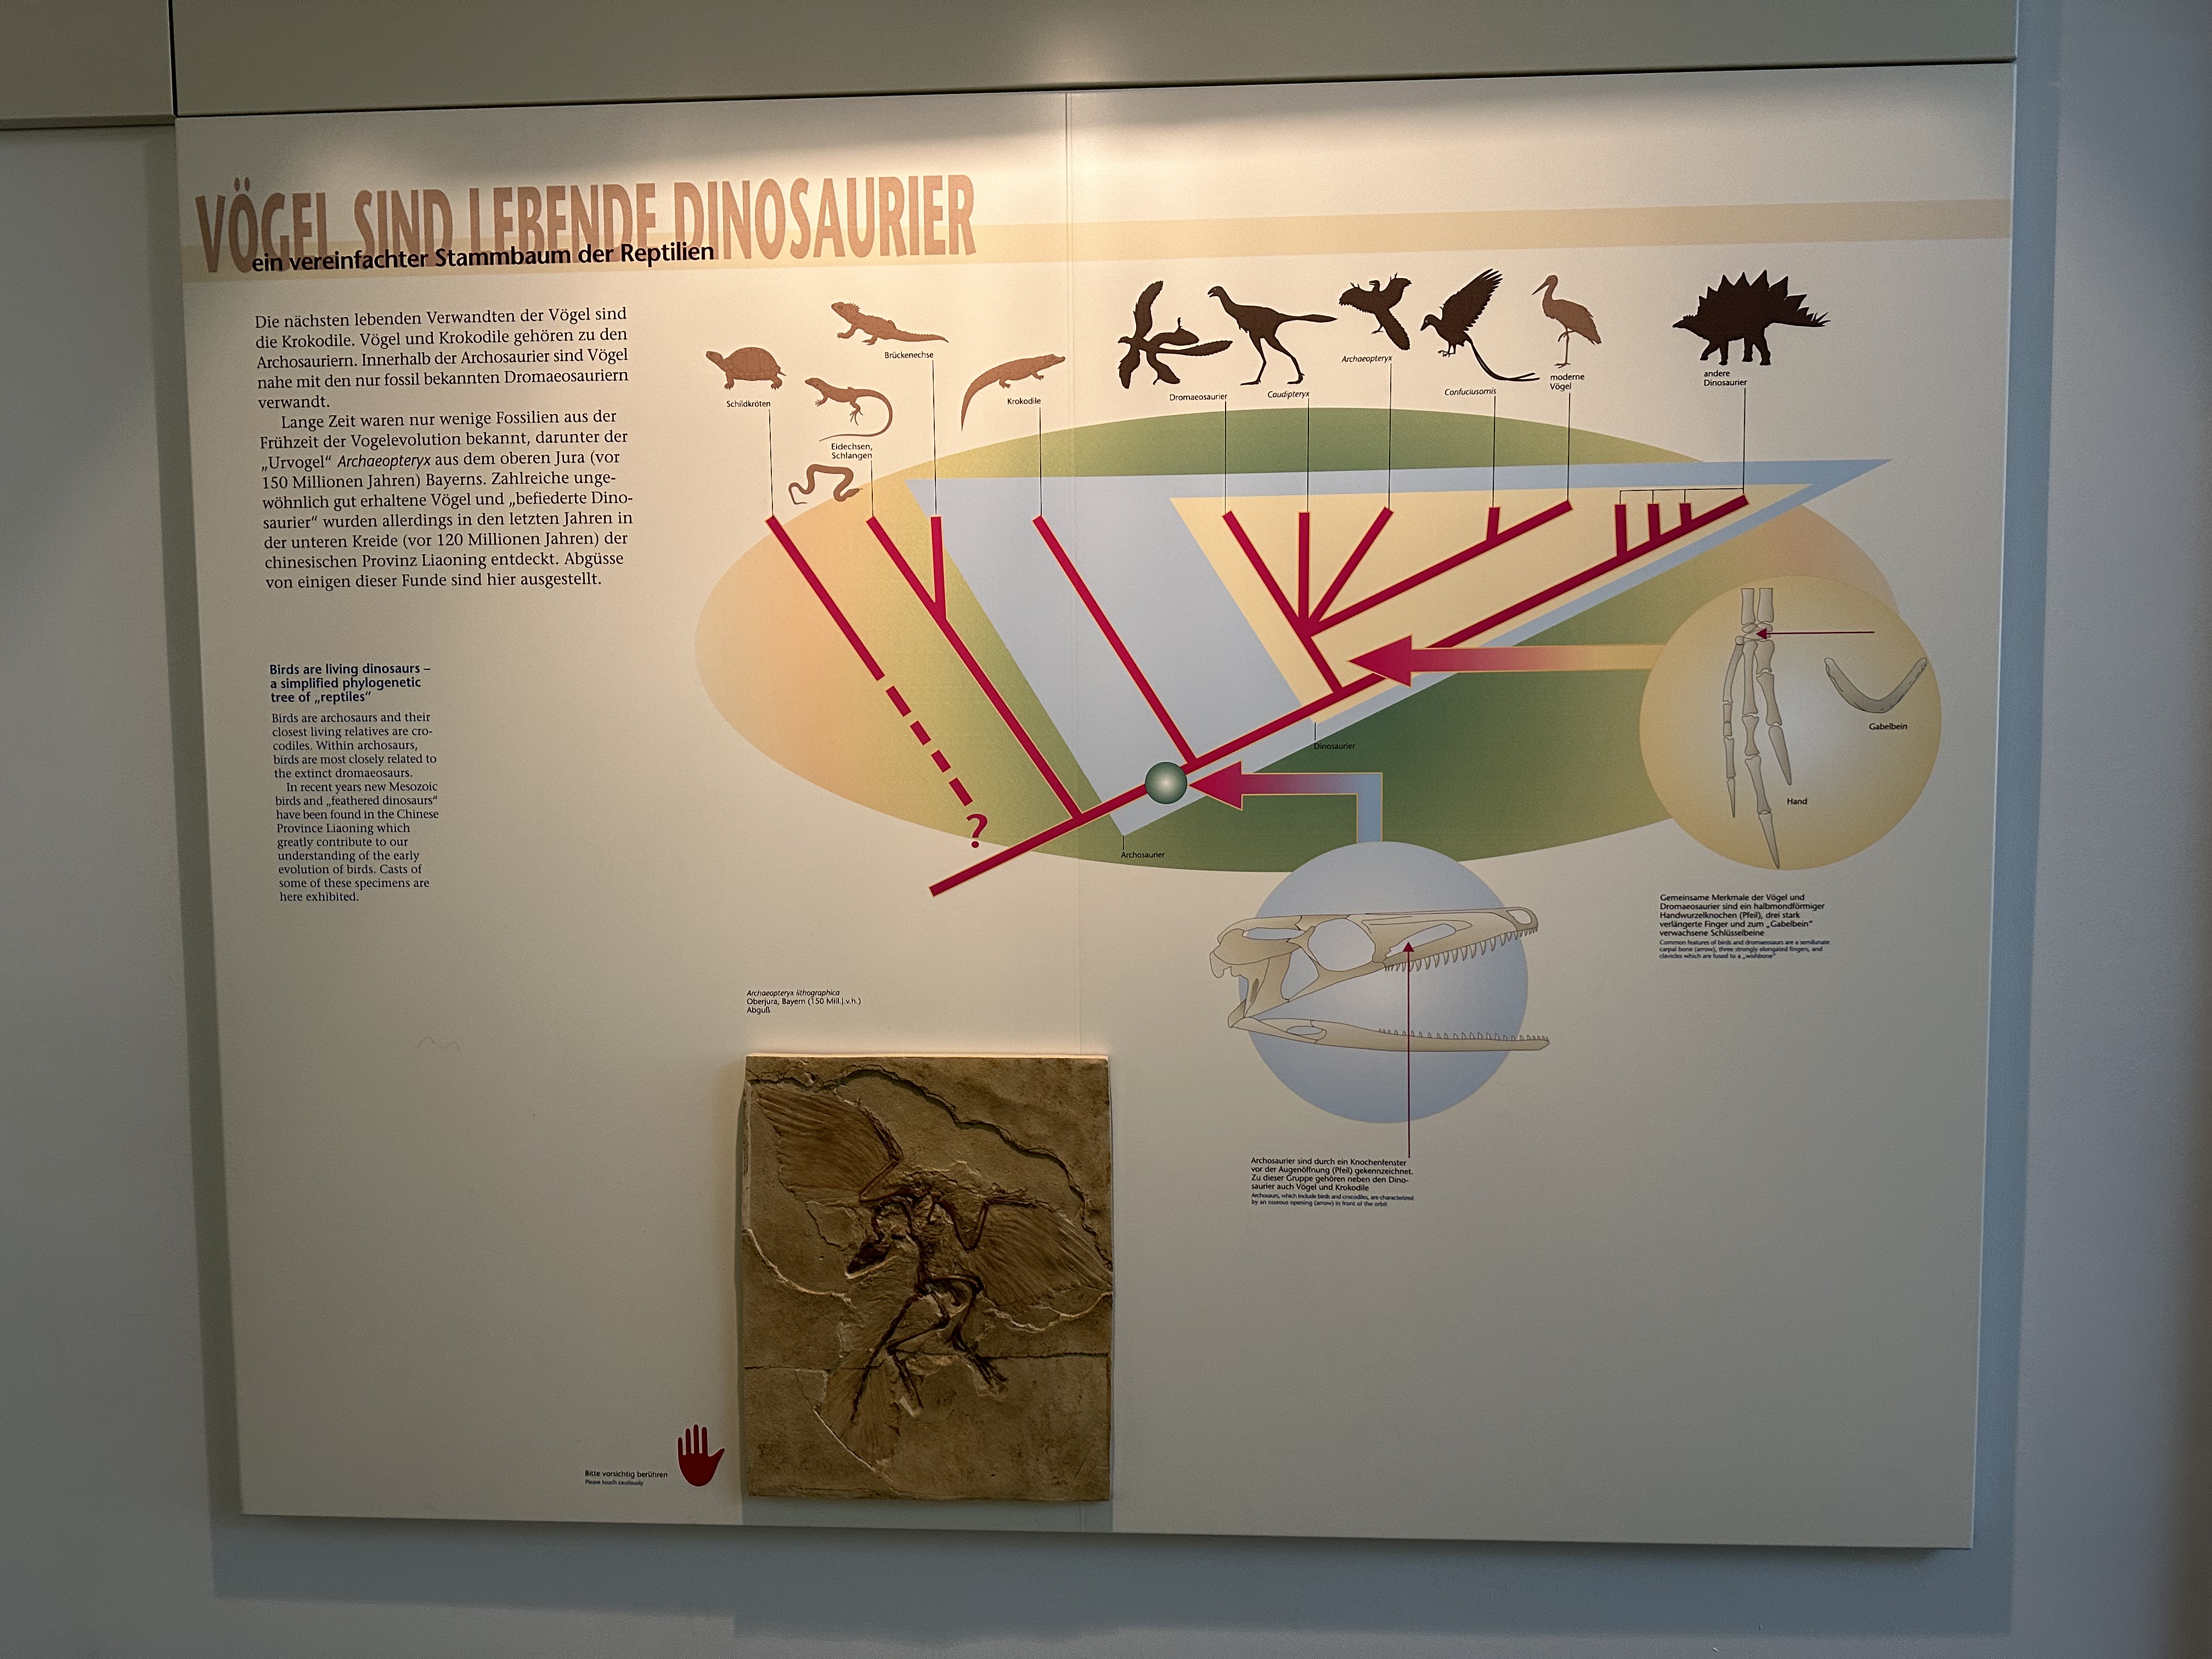 VÖGEL SIND LEBENDE DINOSAURIER
ein vereinfachter Stammbaum der Reptilien
Die nächsten lebenden Verwandten der Vögel sind
die Krokodile. Vögel und Krokodile gehören zu den
Archosauriern. Innerhalb der Archosaurier sind Vögel
nahe mit den nur fossil bekannten Dromaeosauriern
verwandt.
Lange Zeit waren nur wenige Fossilien aus der
Frühzeit der Vogelevolution bekannt, darunter der
„Urvogel“ Archaeopteryx aus dem oberen Jura (vor
150 Millionen Jahren) Bayerns. Zahlreiche unge-
wöhnlich gut erhaltene Vögel und „befiederte Dino-
saurier“ wurden allerdings in den letzten Jahren in
der unteren Kreide (vor 120 Millionen Jahren) der
chinesischen Provinz Liaoning entdeckt. Abgüsse
von einigen dieser Funde sind hier ausgestellt.
Birds are living dinosaurs –
a simplified phylogenetic
tree of „reptiles“
Birds are archosaurs and their
closest living relatives are cro-
codiles. Within archosaurs,
birds are most closely related to
the extinct dromaeosaurs.
In recent years new Mesozoic
birds and „feathered dinosaurs“
have been found in the Chinese
Province Liaoning which
greatly contribute to our
understanding of the early
evolution of birds. Casts of
some of these specimens are
here exhibited.
Schildkröten
Eidechsen,
Schlangen
Brückenechse
Krokodile
Dromaeosaurier
Caudipteryx
Archaeopteryx
Confuciusornis
moderne
Vögel
andere
Dinosaurier
?
Dinosaurier
Archosaurier
Gabelbein
Hand
Gemeinsame Merkmale der Vögel und
Dromaeosaurier sind ein halbmondförmiger
Handwurzelknochen (Pfeil), drei stark
verlängerte Finger und zum „Gabelbein“
verwachsene Schlüsselbeine
Common features of birds and dromaeosaurs are a semilunate
carpal bone (arrow), three strongly elongated fingers, and
clavicles which are fused to a „wishbone“
Archosaurier sind durch ein Knochenfenster
vor der Augenöffnung (Pfeil) gekennzeichnet.
Zu dieser Gruppe gehören neben den Dino-
saurier auch Vögel und Krokodile
Archosaurs, which include birds and crocodiles, are characterized
by an osseous opening (arrow) in front of the orbit
Archaeopteryx lithographica
Oberjura, Bayern (150 Mill.J.v.h.)
Abguß
Bitte vorsichtig berühren
Please touch cautiously